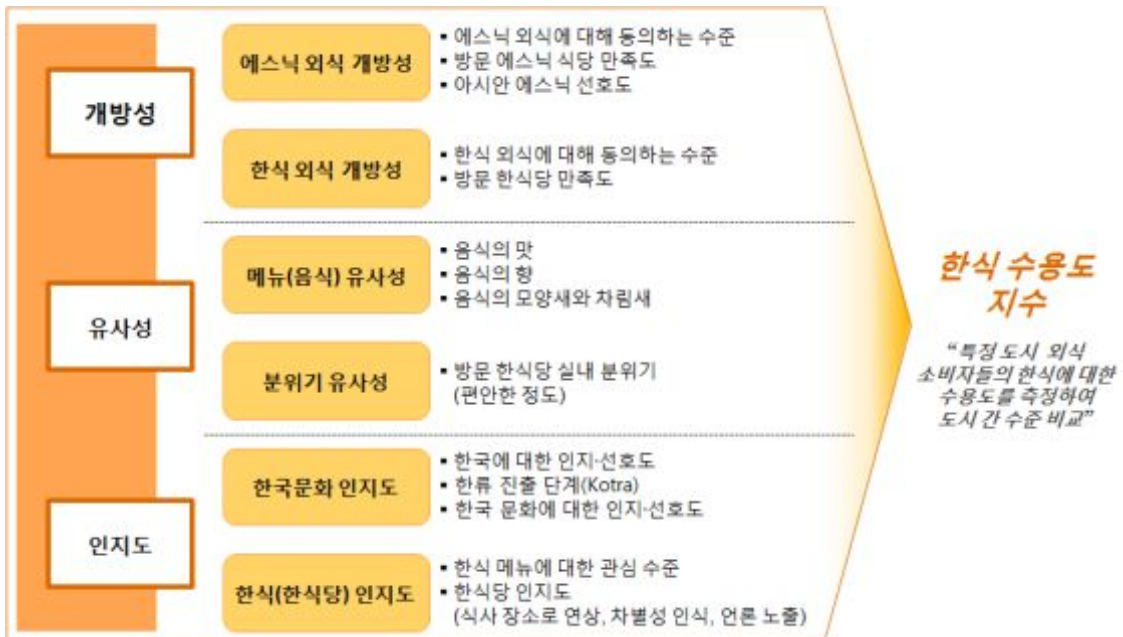 개방성
에스닉 외식 개방성
▪ 에스닉 외식에 대해 동의하는 수준
▪ 방문 에스닉 식당 만족도
▪ 아시안 에스닉 선호도
한식 외식 개방성
▪ 한식 외식에 대해 동의하는 수준
▪ 방문 한식당 만족도
유사성
메뉴(음식) 유사성
▪ 음식의 맛
▪ 음식의 향
▪ 음식의 모양새와 차림새
분위기 유사성
▪ 방문 한식당 실내 분위기
(편안한 정도)
인지도
한국문화 인지도
▪ 한국에 대한 인지·선호도
▪ 한류 진출 단계(Kotra)
▪ 한국 문화에 대한 인지·선호도
한식(한식당) 인지도
▪ 한식 메뉴에 대한 관심 수준
▪ 한식당 인지도
(식사 장소로 연상, 차별성 인식, 언론 노출)
한식 수용도
지수
“특정 도시 외식
소비자들의 한식에 대한
수용도를 측정하여
도시 간 수준 비교”